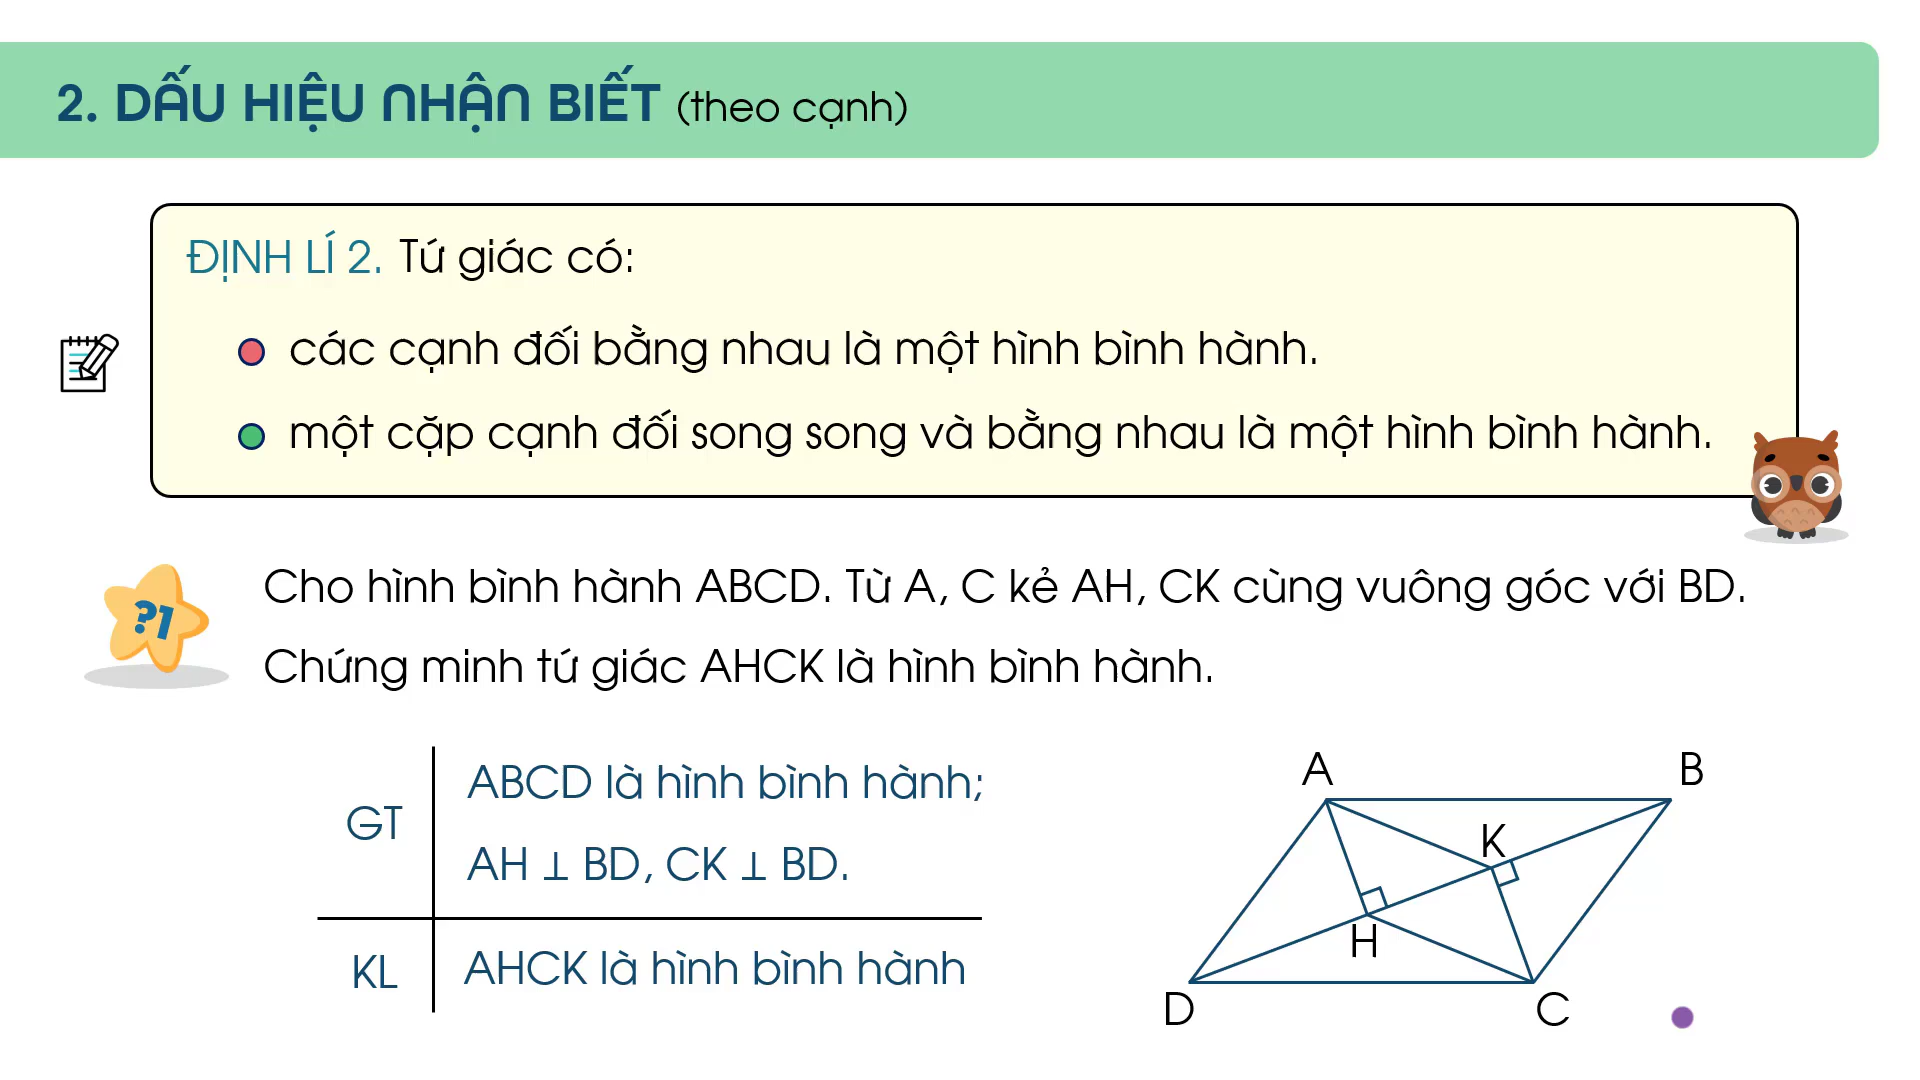 2. DẤU HIỆU NHẬN BIẾT (theo cạnh)
ĐỊNH LÍ 2. Tứ giác có:
các cạnh đối bằng nhau là một hình bình hành.
một cặp cạnh đối song song và bằng nhau là một hình bình hành.
?1
Cho hình bình hành ABCD. Từ A, C kẻ AH, CK cùng vuông góc với BD.
Chứng minh tứ giác AHCK là hình bình hành.
GT
ABCD là hình bình hành;
AH ⊥ BD, CK ⊥ BD.
KL
AHCK là hình bình hành
A
B
K
H
D
C